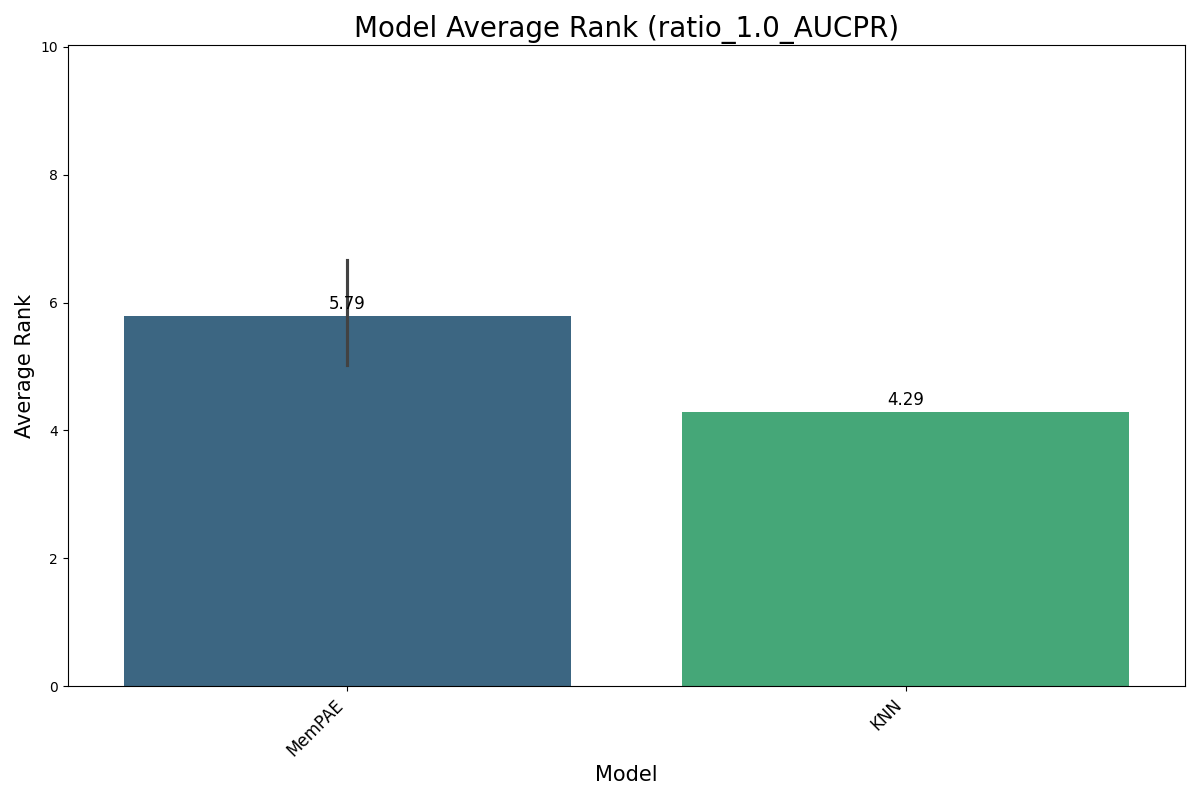 Model Average Rank (ratio_1.0_AUCPR)
10
8
6
4
2
0
Average Rank
5.79
4.29
MemPAE
KNN
Model